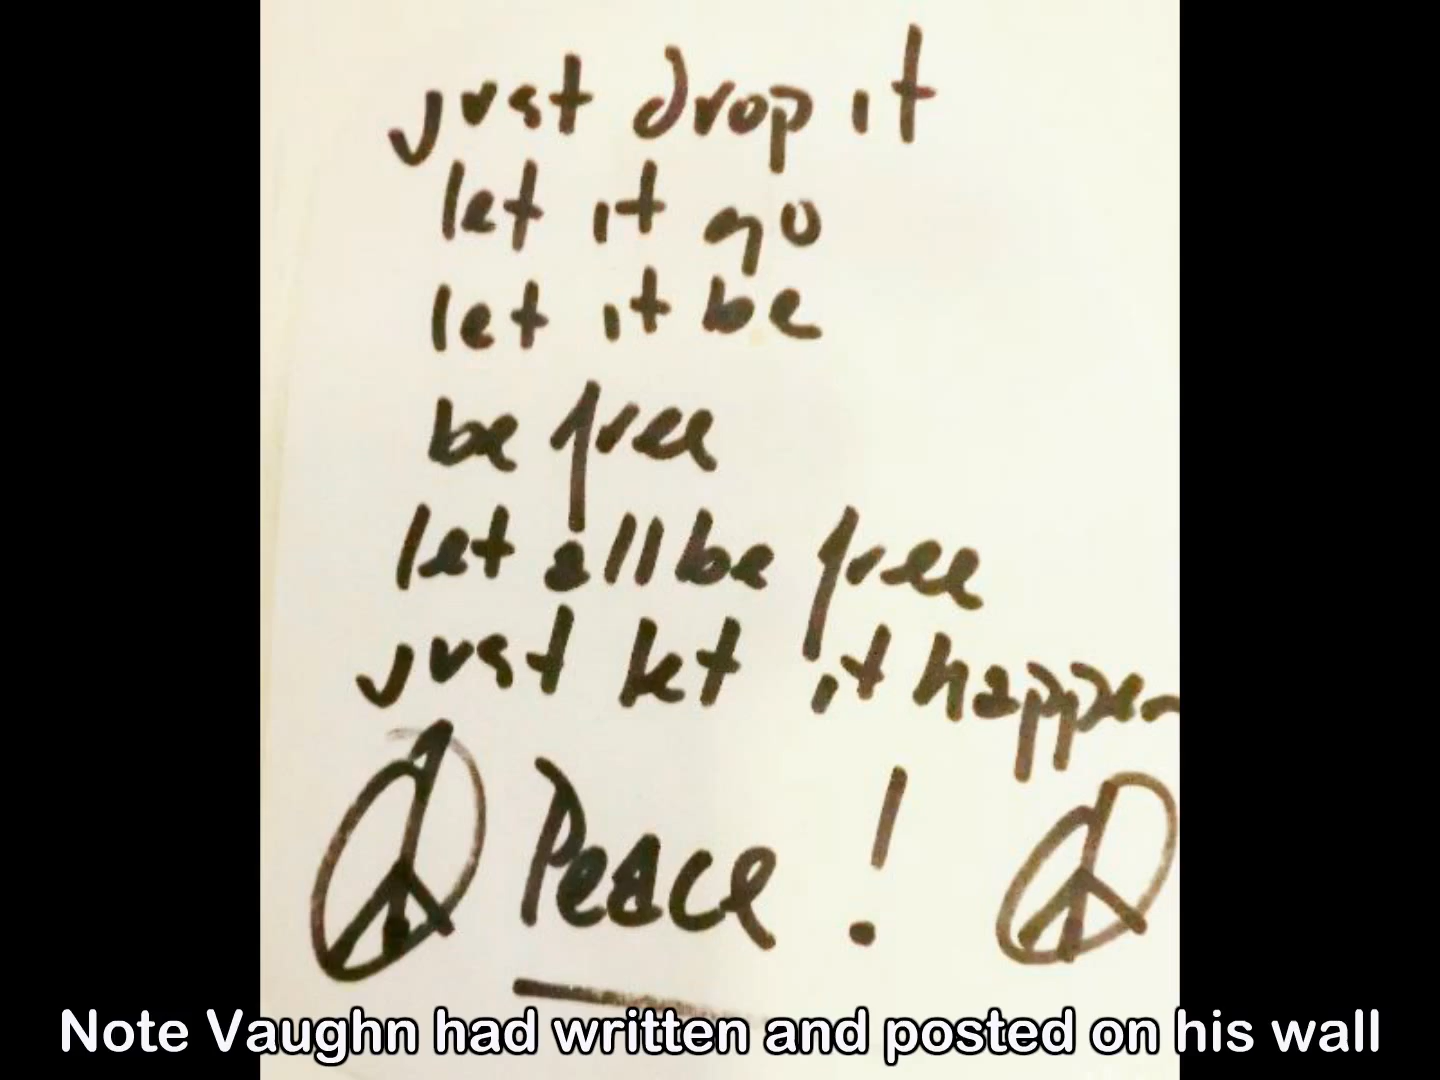 just drop it
let it go
let it be
be free
let all be free
just let it happen
Peace!
Note Vaughn had written and posted on his wall